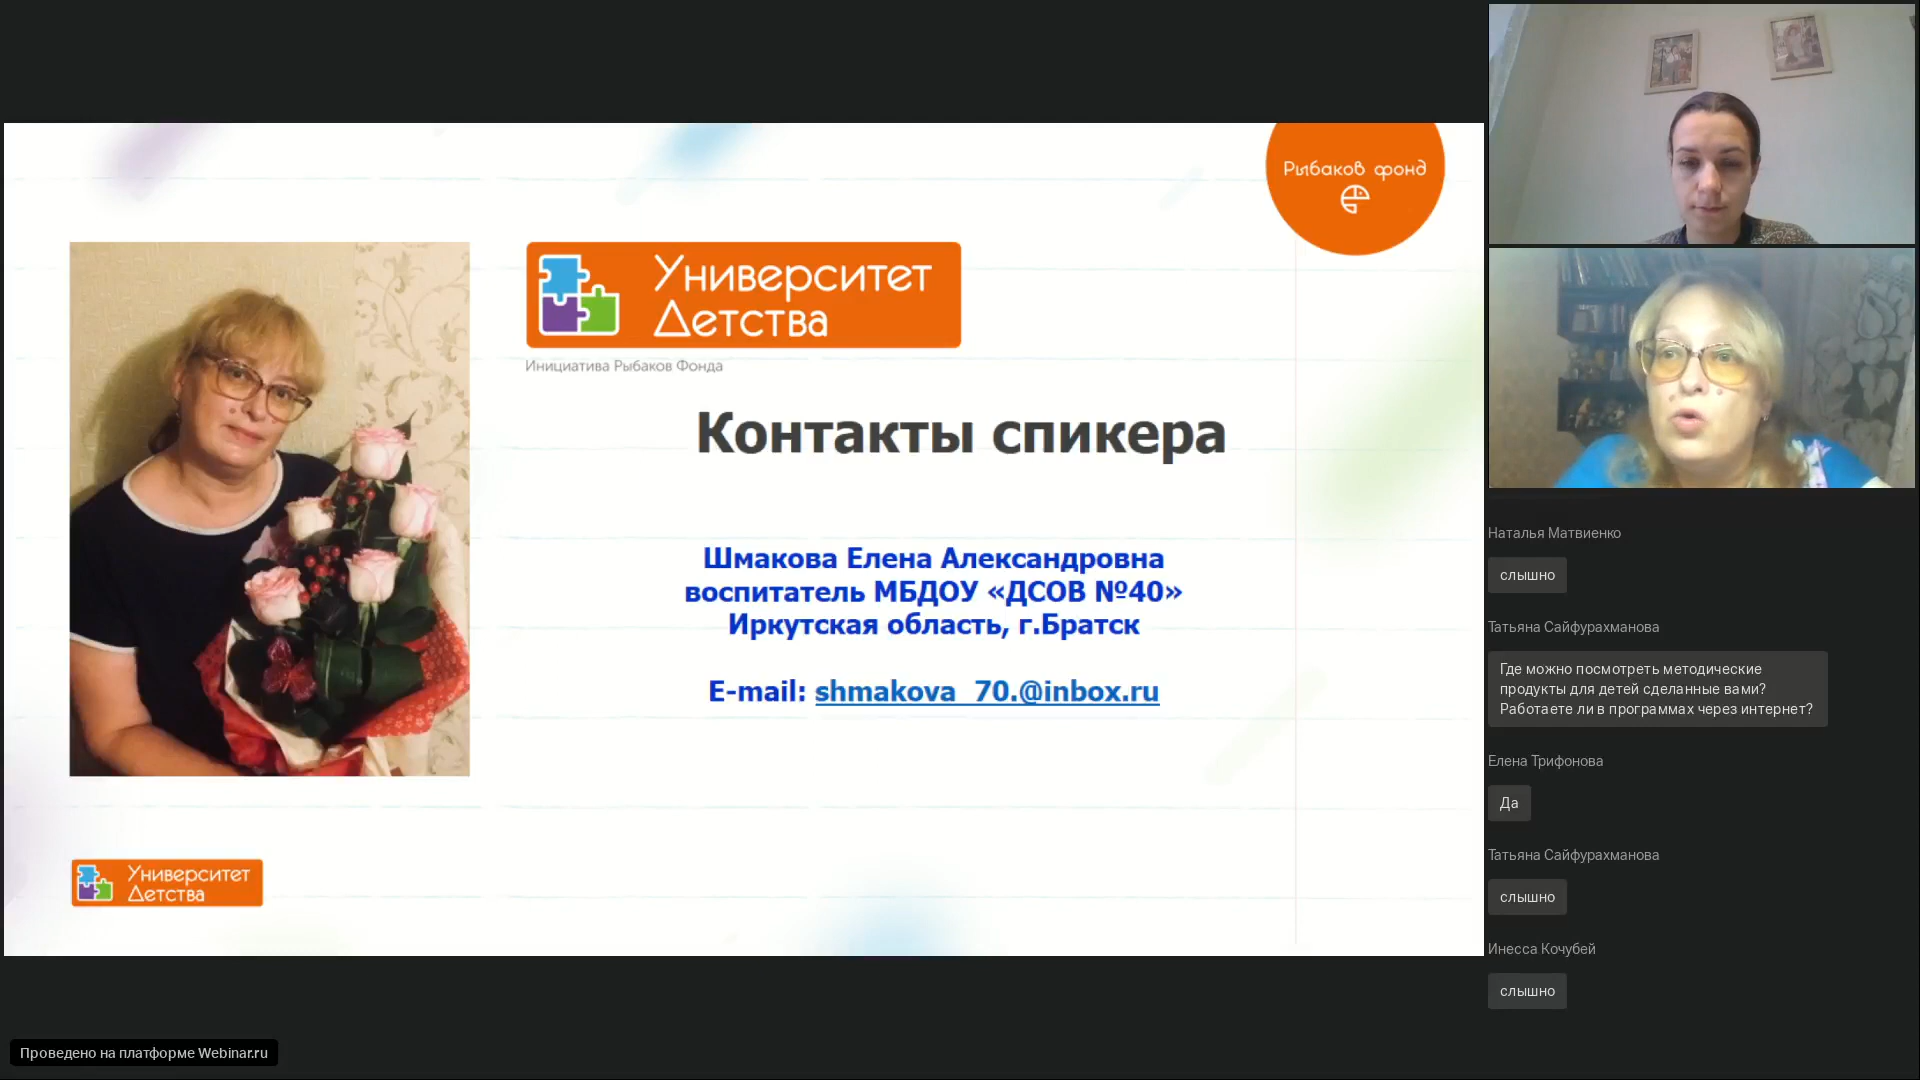 Рыбаков фонд
Университет
Детства
Инициатива Рыбаков Фонда
Контакты спикера
Шмакова Елена Александровна
воспитатель МБДОУ «ДСОВ №40»
Иркутская область, г.Братск
E-mail: shmakova_70.@inbox.ru
Университет
Детства
Проведено на платформе Webinar.ru
Наталья Матвиенко
слышно
Татьяна Сайфурахманова
Где можно посмотреть методические
продукты для детей сделанные вами?
Работаете ли в программах через интернет?
Елена Трифонова
Да
Татьяна Сайфурахманова
слышно
Инесса Кочубей
слышно